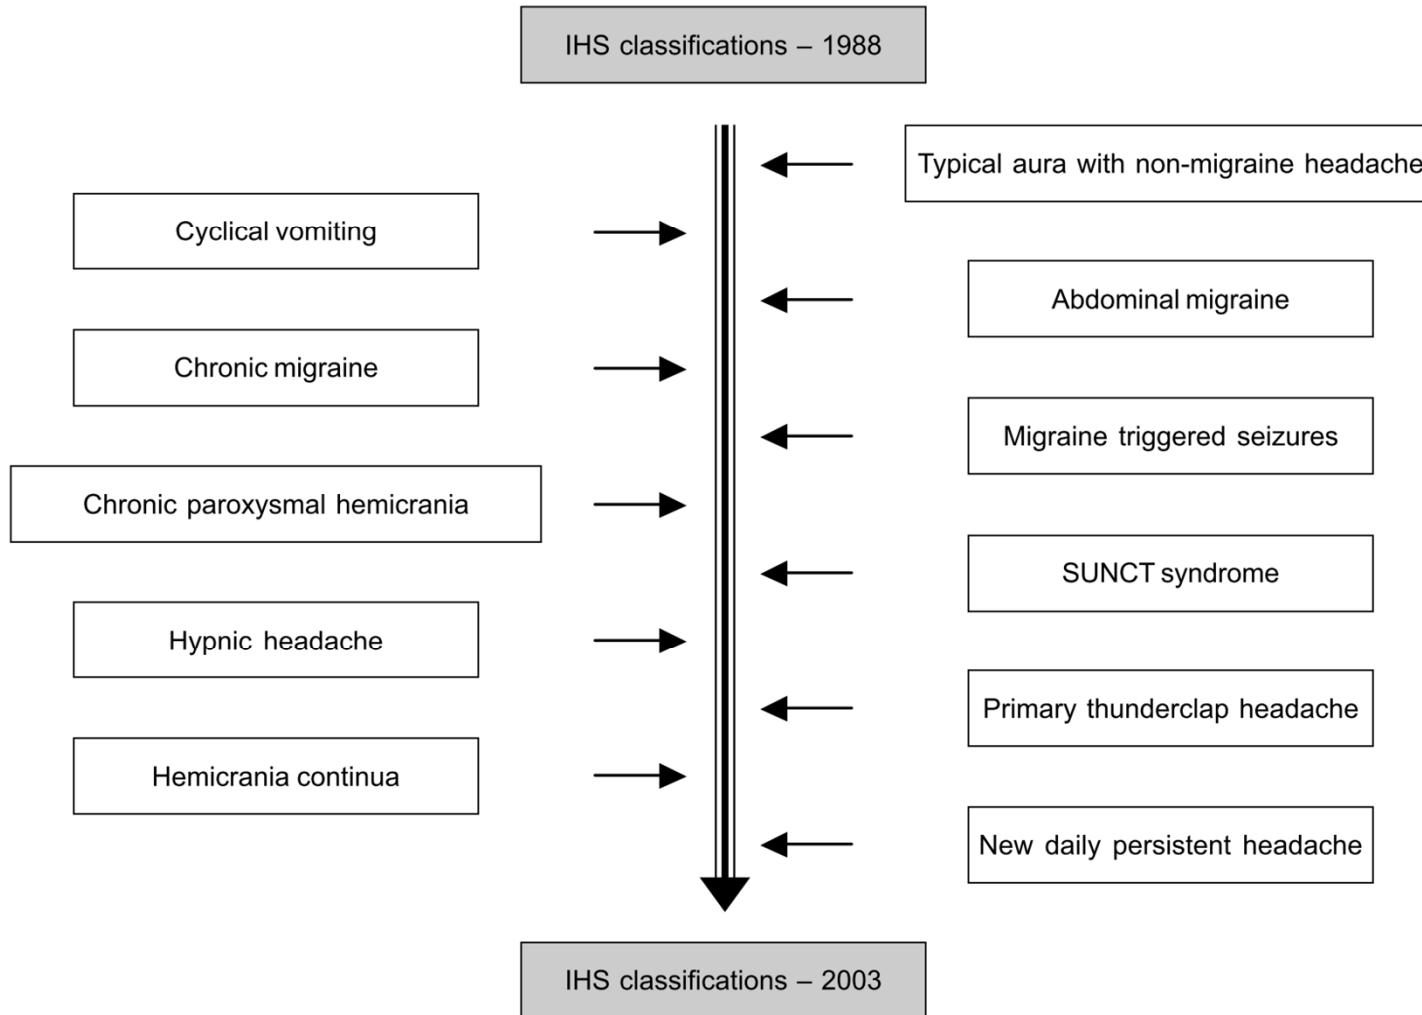 IHS classifications – 1988
Typical aura with non-migraine headache
Cyclical vomiting
Abdominal migraine
Chronic migraine
Migraine triggered seizures
Chronic paroxysmal hemicrania
SUNCT syndrome
Hypnic headache
Primary thunderclap headache
Hemicrania continua
New daily persistent headache
IHS classifications – 2003